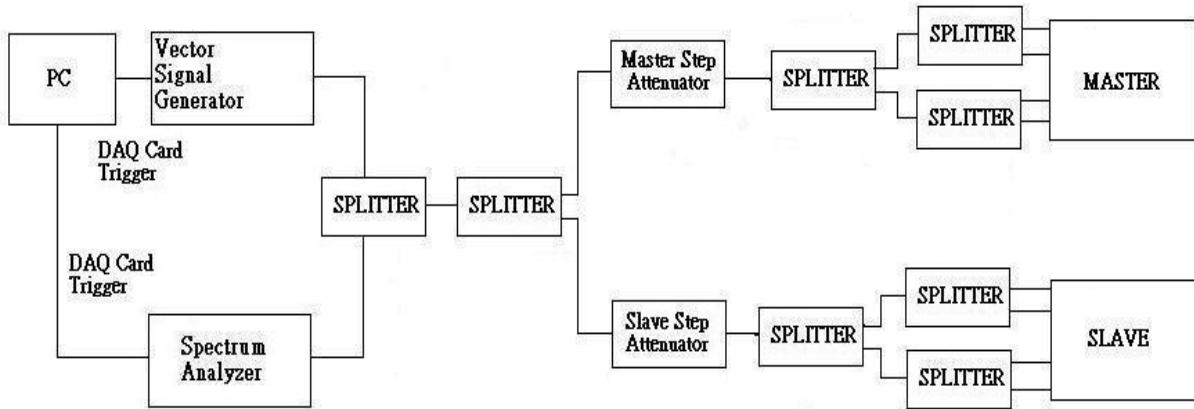 PC
Vector
Signal
Generator
DAQ Card
Trigger
DAQ Card
Trigger
Spectrum
Analyzer
SPLITTER
SPLITTER
Master Step
Attenuator
SPLITTER
SPLITTER
SPLITTER
MASTER
Slave Step
Attenuator
SPLITTER
SPLITTER
SPLITTER
SLAVE